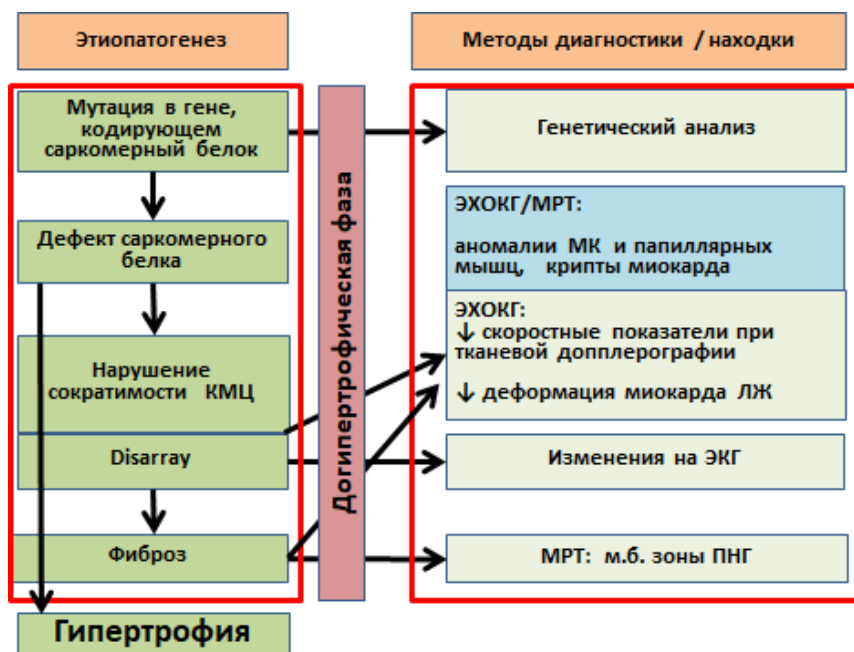 Этиопатогенез
Методы диагностики / находки
Мутация в гене,
кодирующем
саркомерный белок
Дефект саркомерного
белка
Нарушение
сократимости КМЦ
Disarray
Фиброз
Гипертрофия
Догипертрофическая фаза
Генетический анализ
ЭХОКГ/МРТ:
аномалии МК и папиллярных
мышц, крипты миокарда
ЭХОКГ:
↓ скоростные показатели при
тканевой допплерографии
↓ деформация миокарда ЛЖ
Изменения на ЭКГ
МРТ: м.б. зоны ПНГ